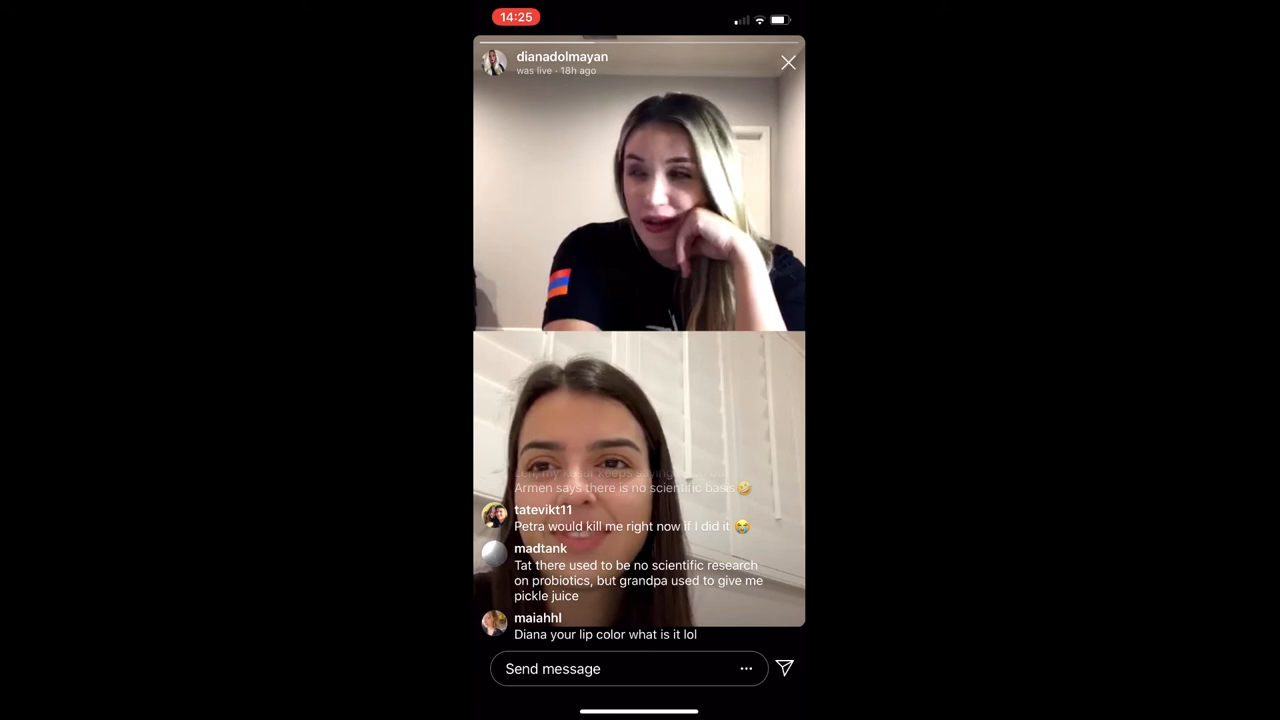 14:25
dianadolmayan
was live - 18h ago
Armen says there is no scientific basis🤣
tatevikt11
Petra would kill me right now if I did it 😭
madtank
Tat there used to be no scientific research
on probiotics, but grandpa used to give me
pickle juice
maiahhl
Diana your lip color what is it lol
Send message